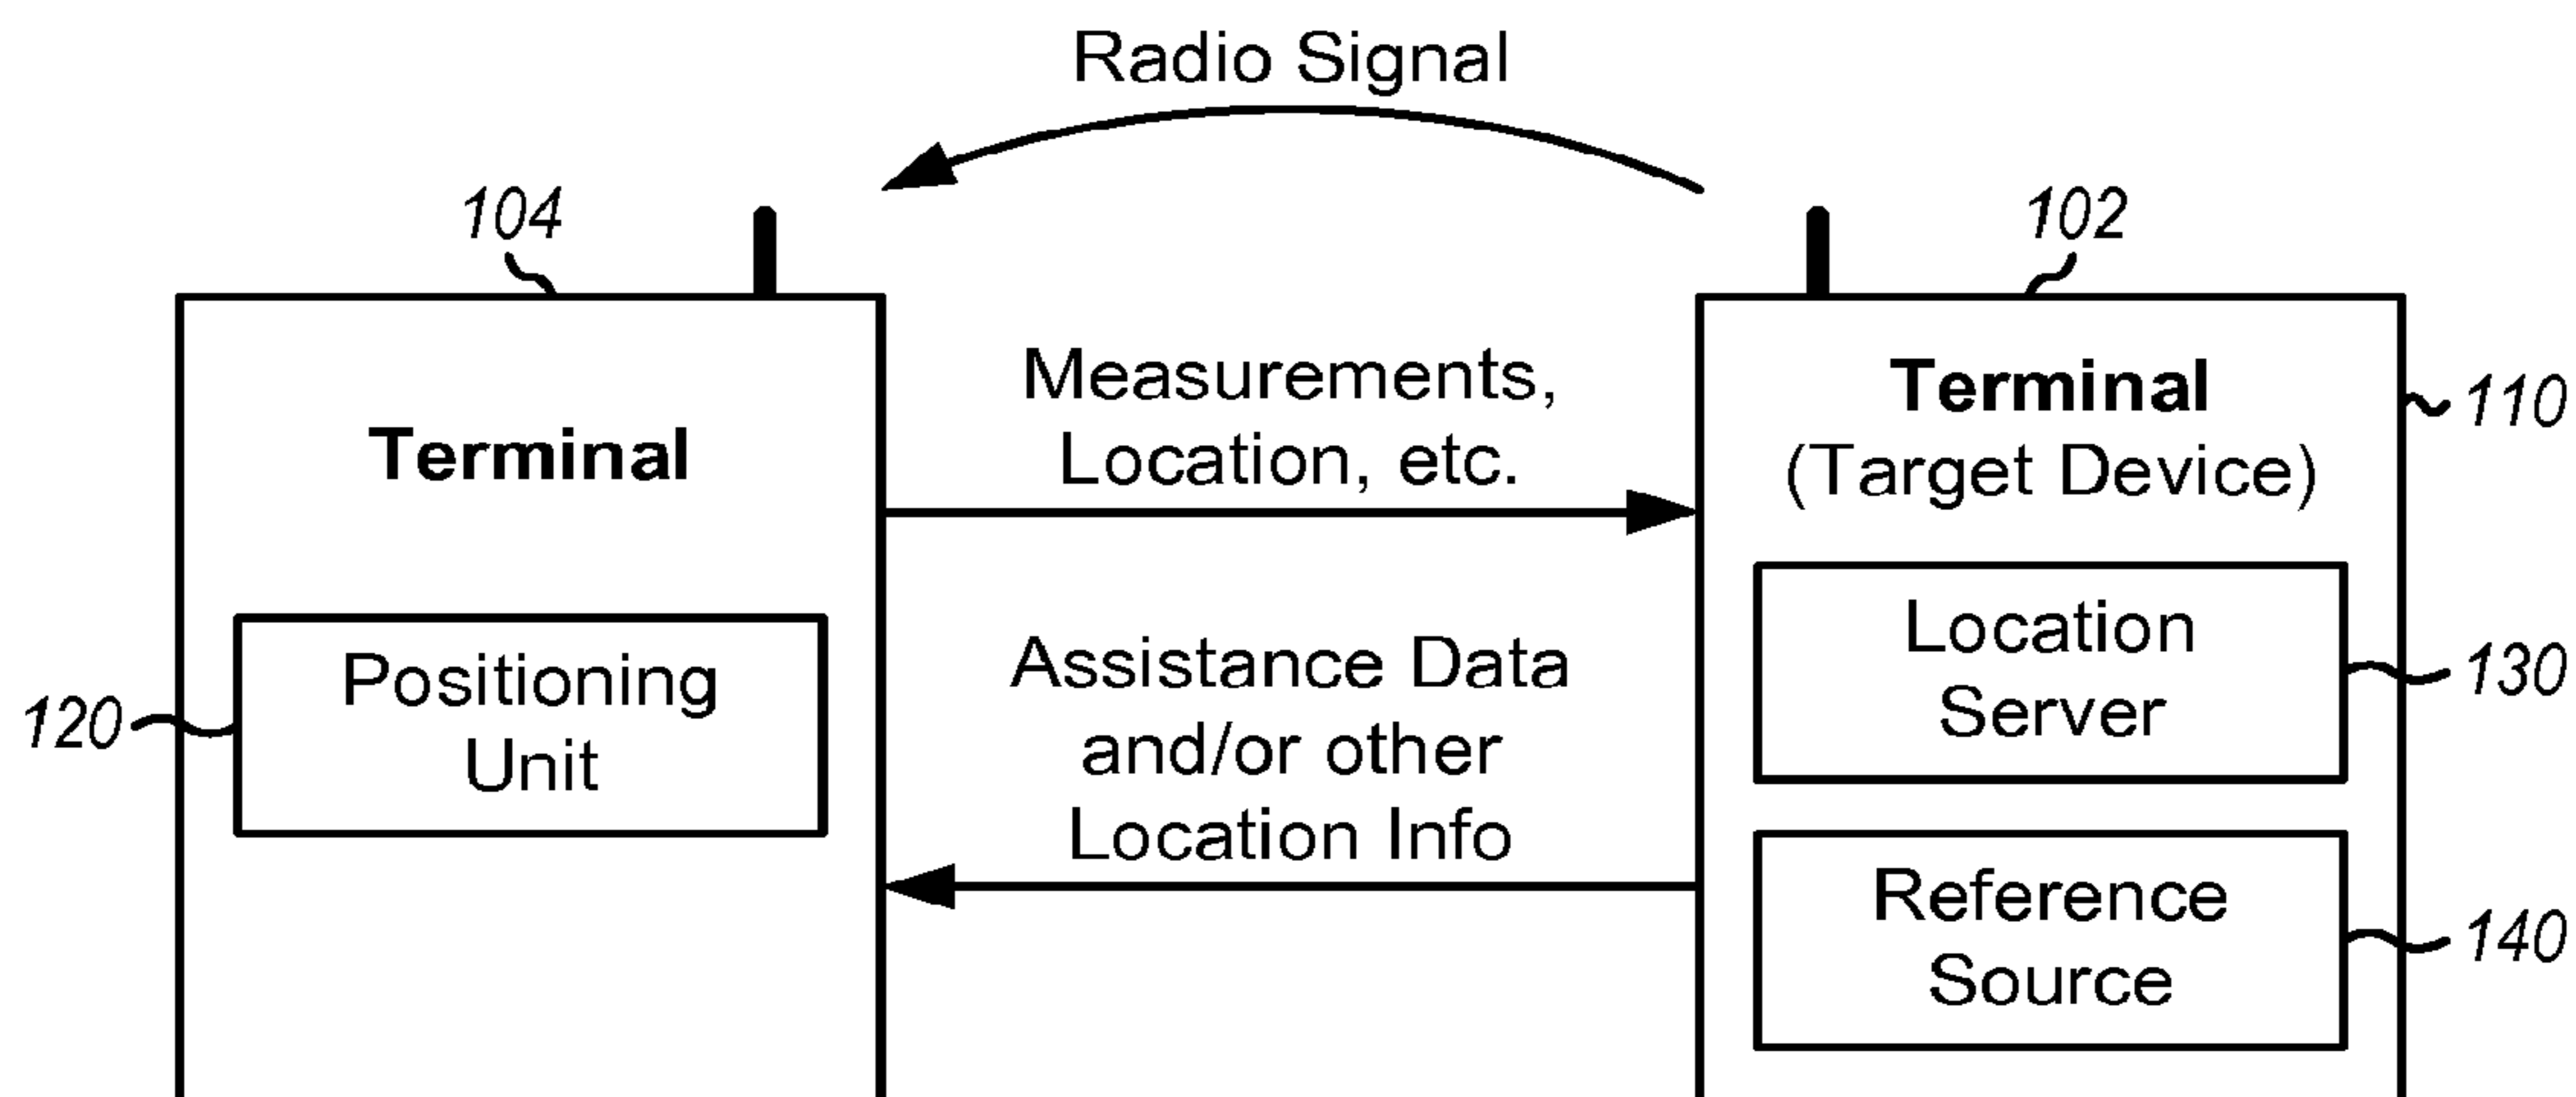 Radio Signal
104
102
Terminal
Measurements,
Location, etc.
Terminal
(Target Device)
110
120
Positioning
Unit
Assistance Data
and/or other
Location Info
Location
Server
130
Reference
Source
140